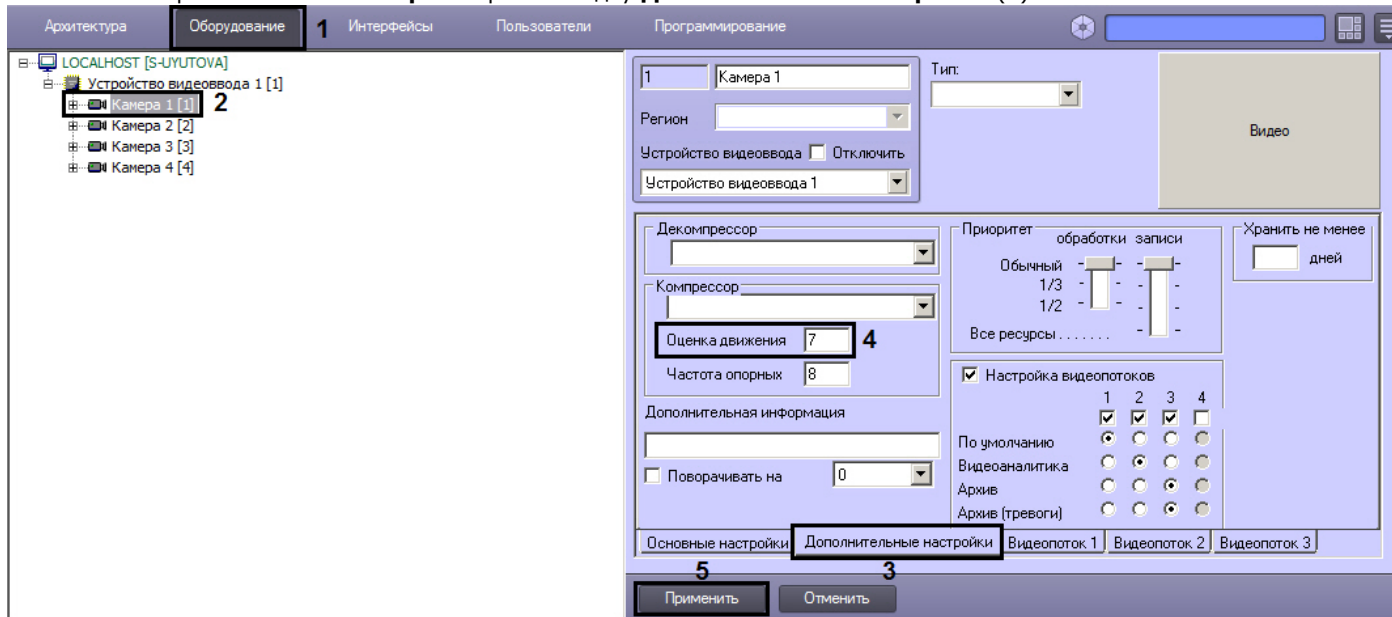 Архитектура Оборудование 1 Интерфейсы Пользователи Программирование
LOCALHOST [S-UYUTOVA]
Устройство видеоввода 1 [1]
Камера 1 [1] 2
Камера 2 [2]
Камера 3 [3]
Камера 4 [4]
1 Камера 1
Тип:
Регион
Видео
Устройство видеоввода Отключить
Устройство видеоввода 1
Декомпрессор
Компрессор
Оценка движения 7 4
Частота опорных 8
Дополнительная информация
Поворачивать на 0
Приоритет
обработки записи
Обычный
1/3
1/2
Все ресурсы . . . . . . .
Хранить не менее
дней
Настройка видеопотоков
1 2 3 4
По умолчанию
Видеоаналитика
Архив
Архив (тревоги)
Основные настройки Дополнительные настройки Видеопоток 1 Видеопоток 2 Видеопоток 3
5 3
Применить Отменить